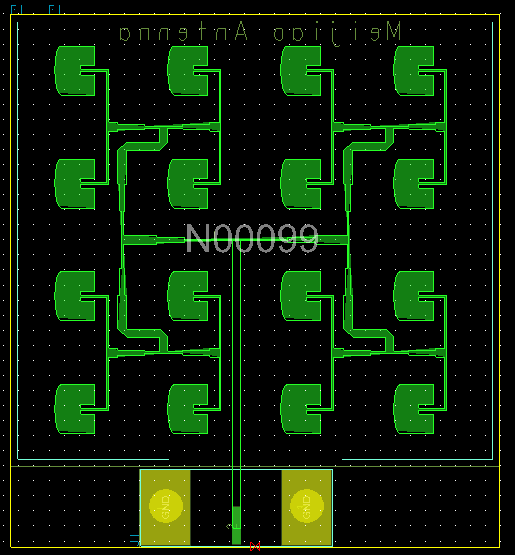 Meijiao Antenna
N00099
GND
GND